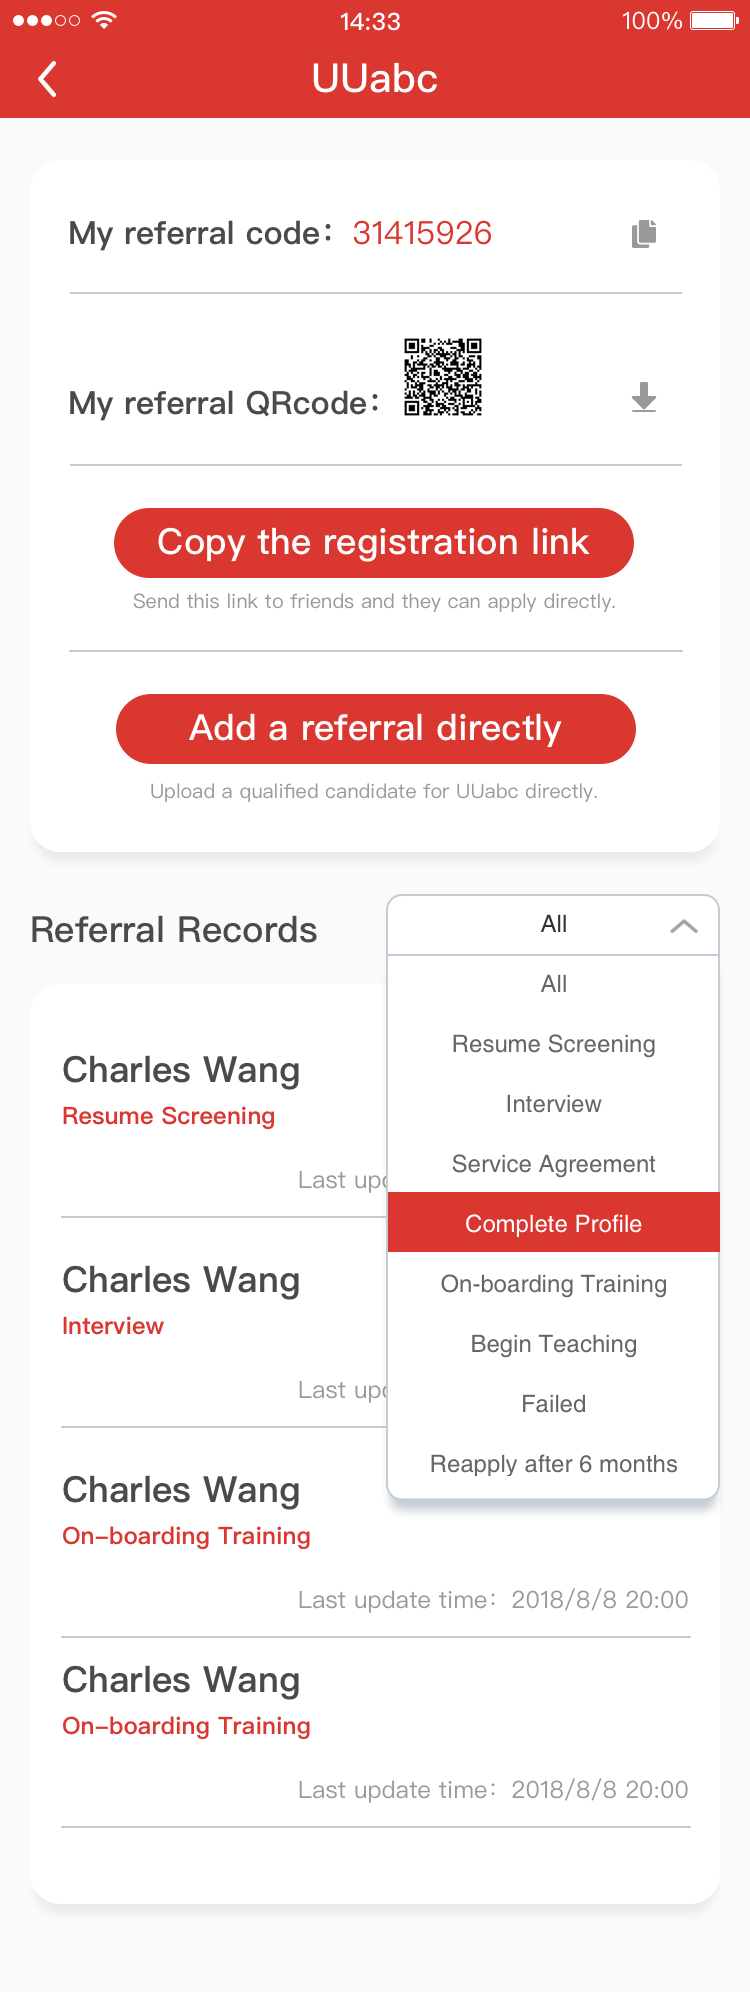 14:33
100%
UUabc
My referral code: 31415926
My referral QRcode:
Copy the registration link
Send this link to friends and they can apply directly.
Add a referral directly
Upload a qualified candidate for UUabc directly.
Referral Records
All
All
Resume Screening
Interview
Service Agreement
Complete Profile
On-boarding Training
Begin Teaching
Failed
Reapply after 6 months
Charles Wang
Resume Screening
Last
Charles Wang
Interview
Last
Charles Wang
On-boarding Training
Last update time: 2018/8/8 20:00
Charles Wang
On-boarding Training
Last update time: 2018/8/8 20:00